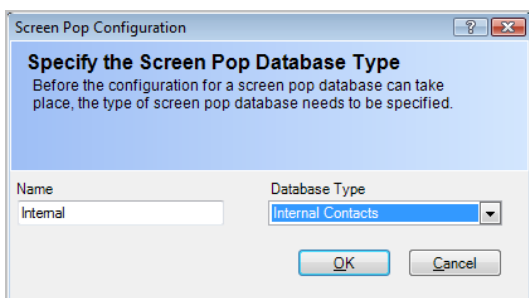 Screen Pop Configuration
?
Specify the Screen Pop Database Type
Before the configuration for a screen pop database can take
place, the type of screen pop database needs to be specified.
Name
Database Type
Internal
Internal Contacts
OK
Cancel